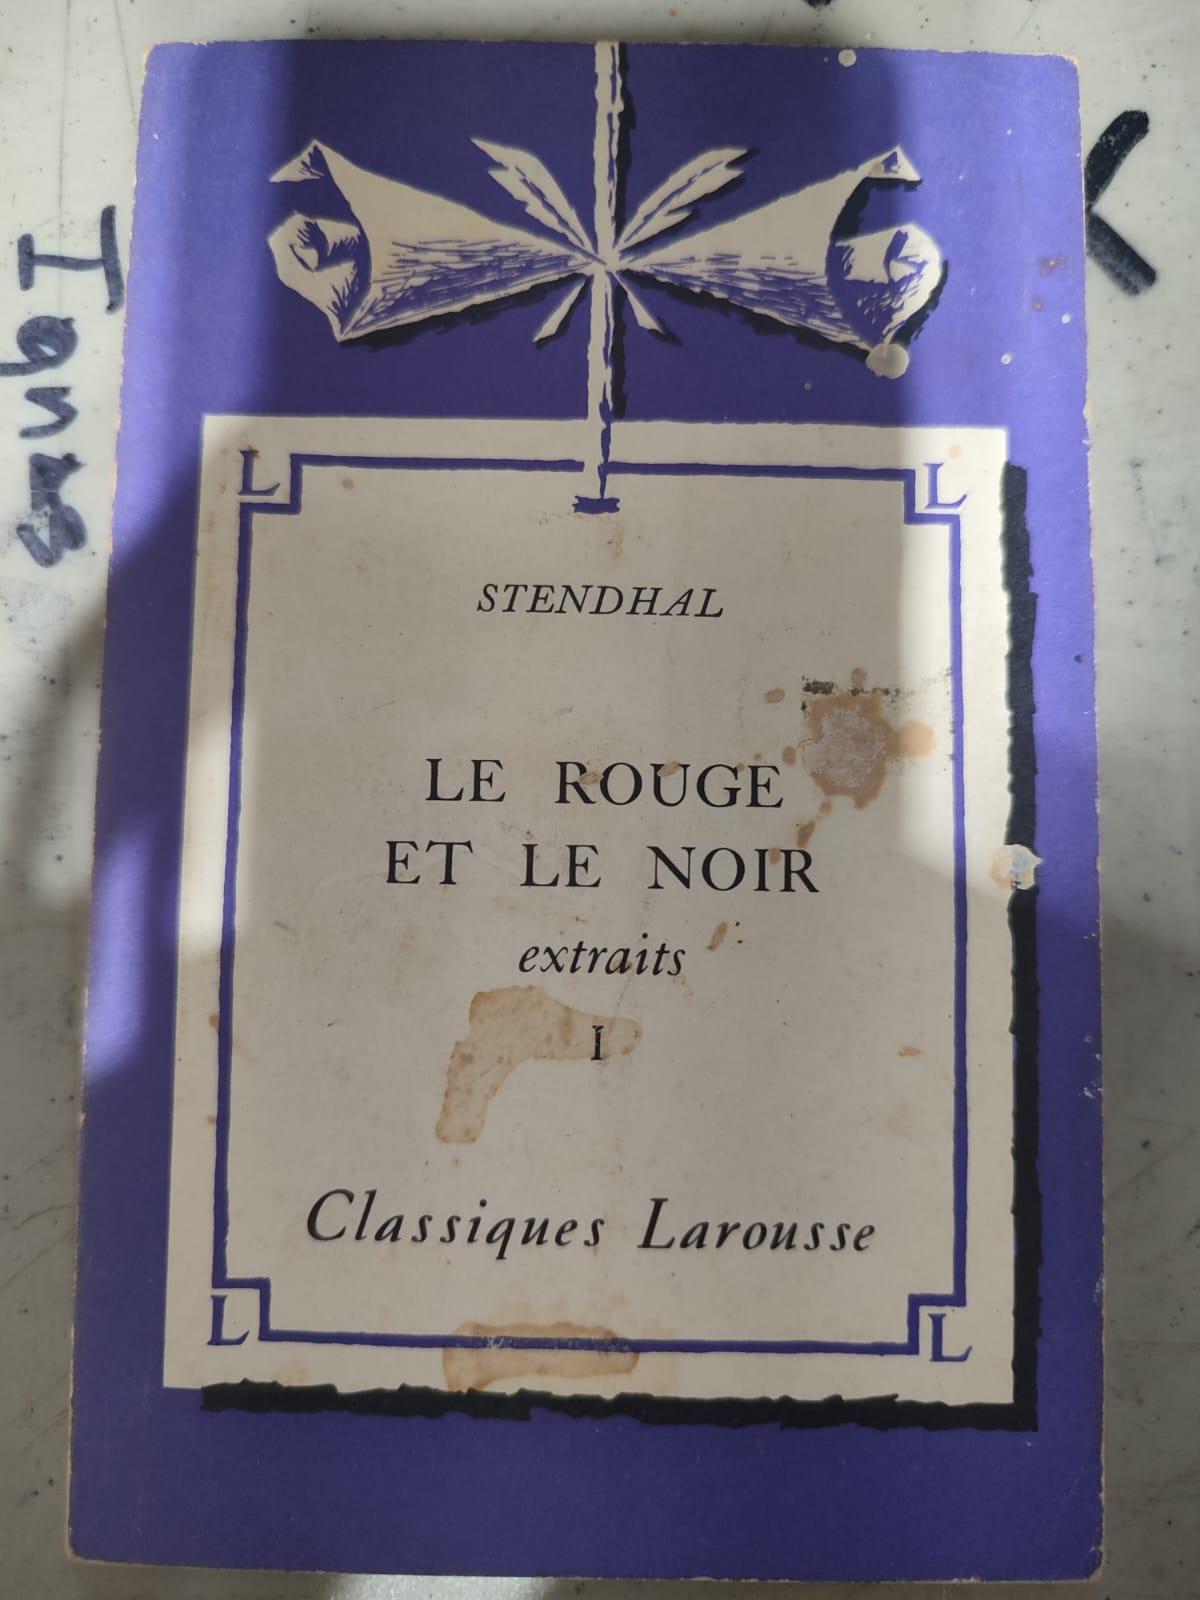 L L
STENDHAL
LE ROUGE
ET LE NOIR
extraits
I
Classiques Larousse
L L